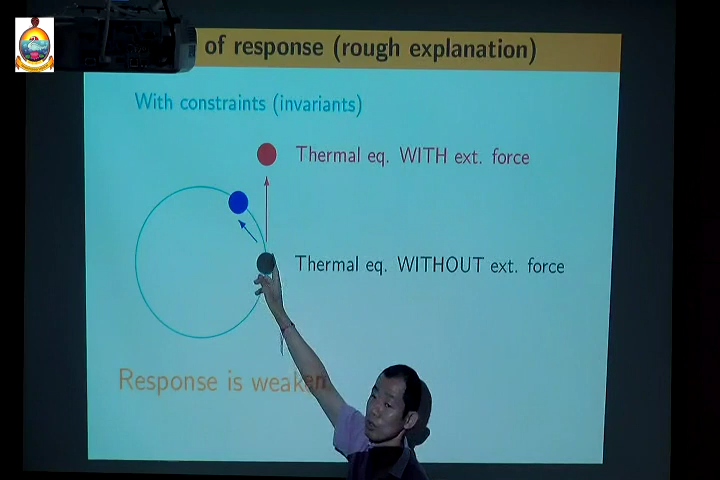 of response (rough explanation)
With constraints (invariants)
Thermal eq. WITH ext. force
Thermal eq. WITHOUT ext. force
Response is weaken